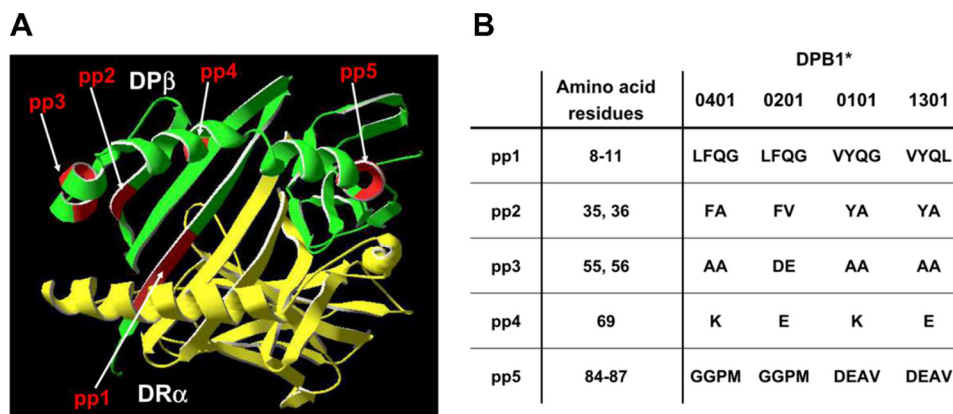 A
pp2
DPβ
pp4
pp5
pp3
pp1
DRα
B
DPB1*
Amino acid residues 0401 0201 0101 1301
pp1 8-11 LFQG LFQG VYQG VYQL
pp2 35, 36 FA FV YA YA
pp3 55, 56 AA DE AA AA
pp4 69 K E K E
pp5 84-87 GGPM GGPM DEAV DEAV